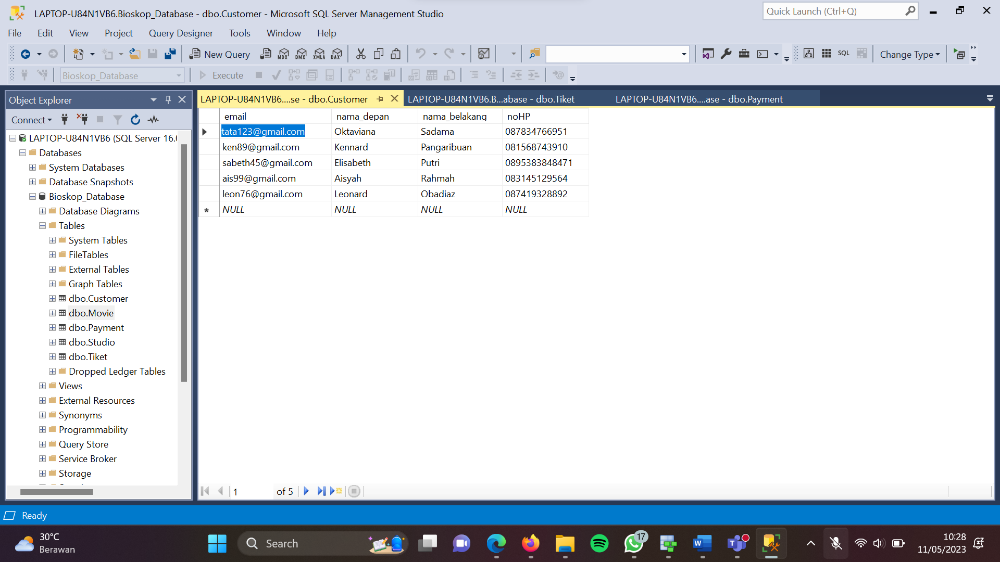 LAPTOP-U84N1VB6.Bioskop_Database - dbo.Customer - Microsoft SQL Server Management Studio
Quick Launch (Ctrl+Q)
File Edit View Project Query Designer Tools Window Help
New Query MDX DMX XMLA DAX SQL Change Type
Bioskop_Database Execute
Object Explorer
LAPTOP-U84N1VB6....se - dbo.Customer LAPTOP-U84N1VB6.B...abase - dbo.Tiket LAPTOP-U84N1VB6....ase - dbo.Payment
Connect
LAPTOP-U84N1VB6 (SQL Server 16.0
Databases
System Databases
Database Snapshots
Bioskop_Database
Database Diagrams
Tables
System Tables
FileTables
External Tables
Graph Tables
dbo.Customer
dbo.Movie
dbo.Payment
dbo.Studio
dbo.Tiket
Dropped Ledger Tables
Views
External Resources
Synonyms
Programmability
Query Store
Service Broker
Storage
email nama_depan nama_belakang noHP
tata123@gmail.com Oktaviana Sadama 087834766951
ken89@gmail.com Kennard Pangaribuan 081568743910
sabeth45@gmail.com Elisabeth Putri 0895383848471
ais99@gmail.com Aisyah Rahmah 083145129564
leon76@gmail.com Leonard Obadiaz 087419328892
NULL NULL NULL NULL
1 of 5
Ready
30°C
Berawan
Search
17
10:28
11/05/2023